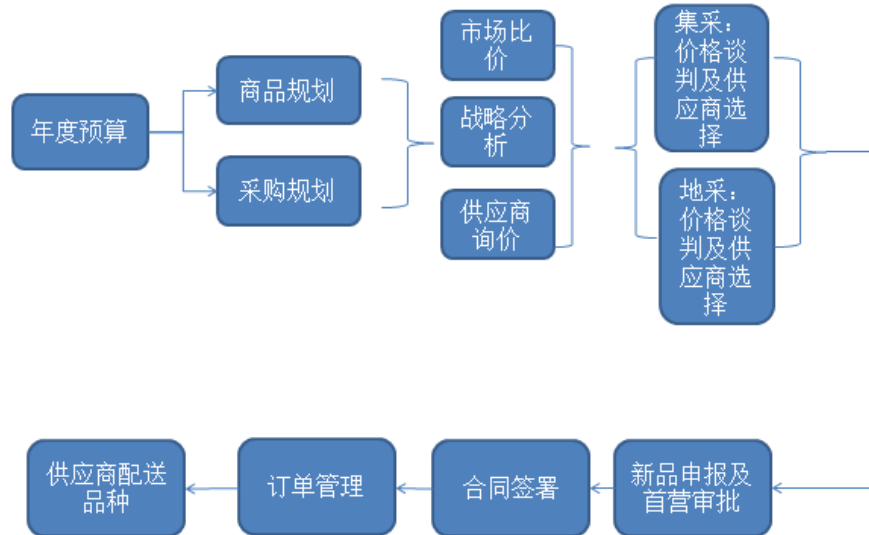 年度预算
商品规划
采购规划
市场比
价
战略分
析
供应商
询价
集采：
价格谈
判及供
应商选
择
地采：
价格谈
判及供
应商选
择
新品申报及
首营审批
合同签署
订单管理
供应商配送
品种